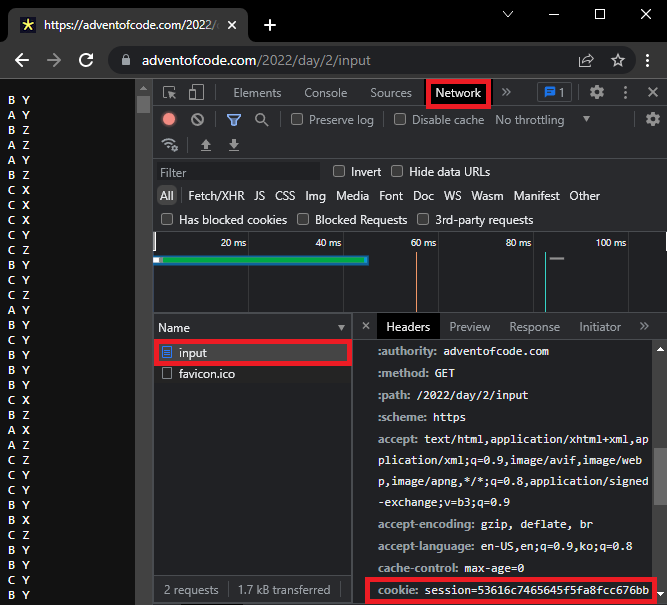 https://adventofcode.com/2022/
adventofcode.com/2022/day/2/input
B Y
A Y
B Z
A Z
A Y
B Z
C X
C X
C X
C Y
C Z
B Y
C Y
C Z
A Y
B Y
C Y
B Y
B Y
B Y
C X
B Z
A X
A Z
C Z
C Y
C Y
B Y
B X
C Z
B Y
B Y
C Y
B Y
Elements Console Sources Network 1
Preserve log Disable cache No throttling
Filter Invert Hide data URLs
All Fetch/XHR JS CSS Img Media Font Doc WS Wasm Manifest Other
Has blocked cookies Blocked Requests 3rd-party requests
20 ms 40 ms 60 ms 80 ms 100 ms
Name
input
favicon.ico
2 requests 1.7 kB transferred
Headers Preview Response Initiator
:authority: adventofcode.com
:method: GET
:path: /2022/day/2/input
:scheme: https
accept: text/html,application/xhtml+xml,a
pplication/xml;q=0.9,image/avif,image/web
p,image/apng,*/*;q=0.8,application/signed
-exchange;v=b3;q=0.9
accept-encoding: gzip, deflate, br
accept-language: en-US,en;q=0.9,ko;q=0.8
cache-control: max-age=0
cookie: session=53616c7465645f5fa8fcc676bb